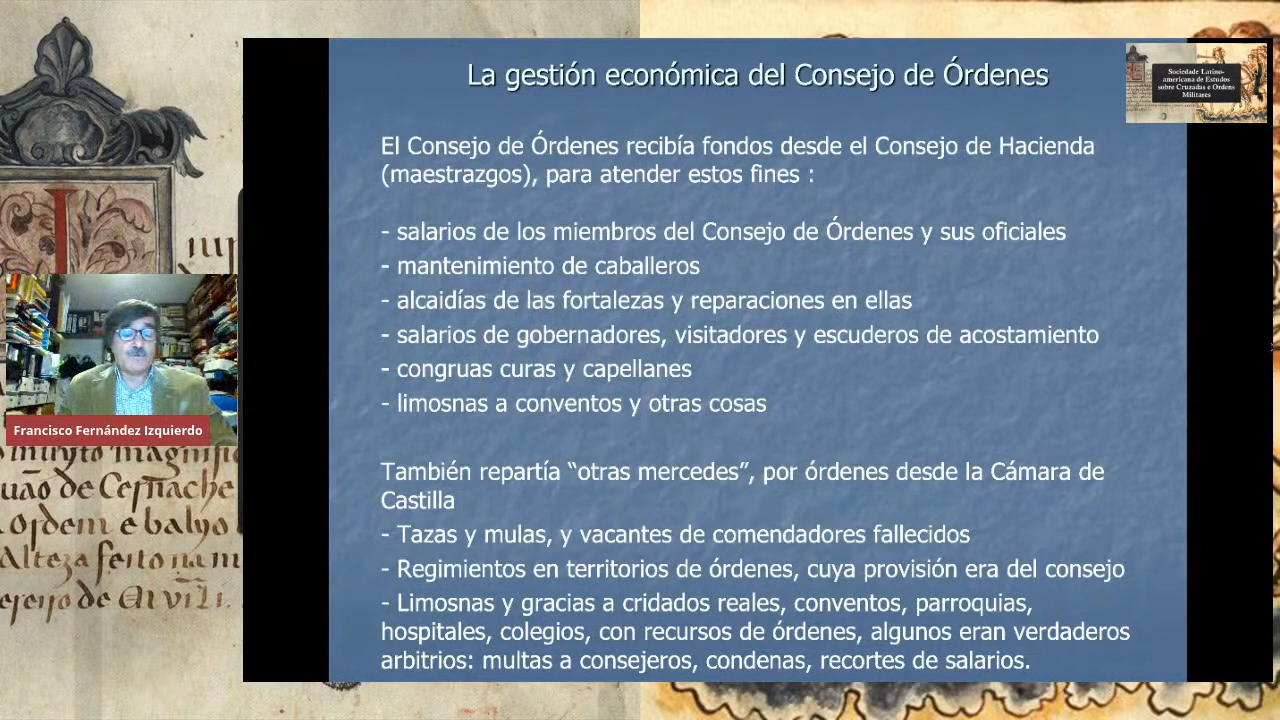 La gestión económica del Consejo de Órdenes
El Consejo de Órdenes recibía fondos desde el Consejo de Hacienda
(maestrazgos), para atender estos fines :
- salarios de los miembros del Consejo de Órdenes y sus oficiales
- mantenimiento de caballeros
- alcaidías de las fortalezas y reparaciones en ellas
- salarios de gobernadores, visitadores y escuderos de acostamiento
- congruas curas y capellanes
- limosnas a conventos y otras cosas
También repartía “otras mercedes”, por órdenes desde la Cámara de
Castilla
- Tazas y mulas, y vacantes de comendadores fallecidos
- Regimientos en territorios de órdenes, cuya provisión era del consejo
- Limosnas y gracias a cridados reales, conventos, parroquias,
hospitales, colegios, con recursos de órdenes, algunos eran verdaderos
arbitrios: multas a consejeros, condenas, recortes de salarios.
Sociedade Latino-
americana de Estudos
sobre Cruzadas e Ordens
Militares
Francisco Fernández Izquierdo
muyto magnifi
uão de Cernache
a ordem e balyo
Alteza feito na m
ereiro de